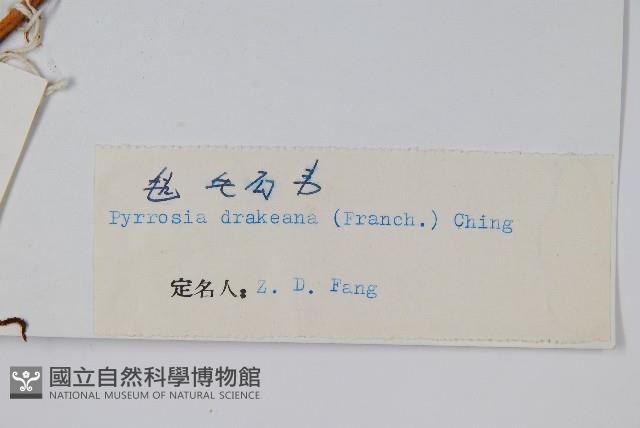 毡毛石韦
Pyrrosia drakeana (Franch.) Ching
定名人: Z. D. Fang
國立自然科學博物館
NATIONAL MUSEUM OF NATURAL SCIENCE